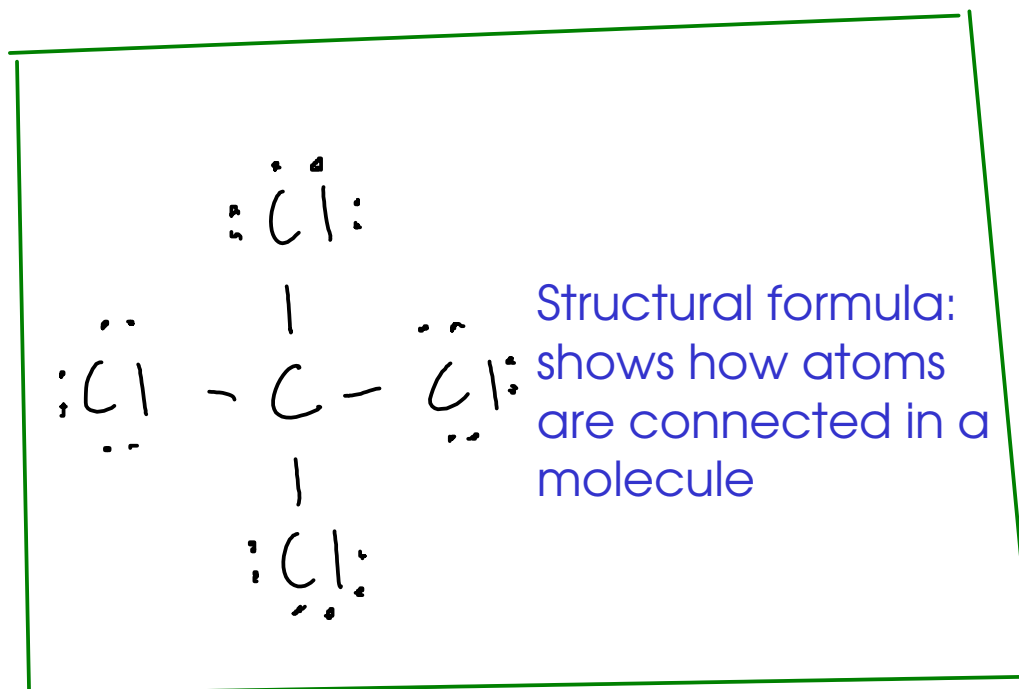 Cl
Cl - C - Cl
Cl
Structural formula:
shows how atoms
are connected in a
molecule